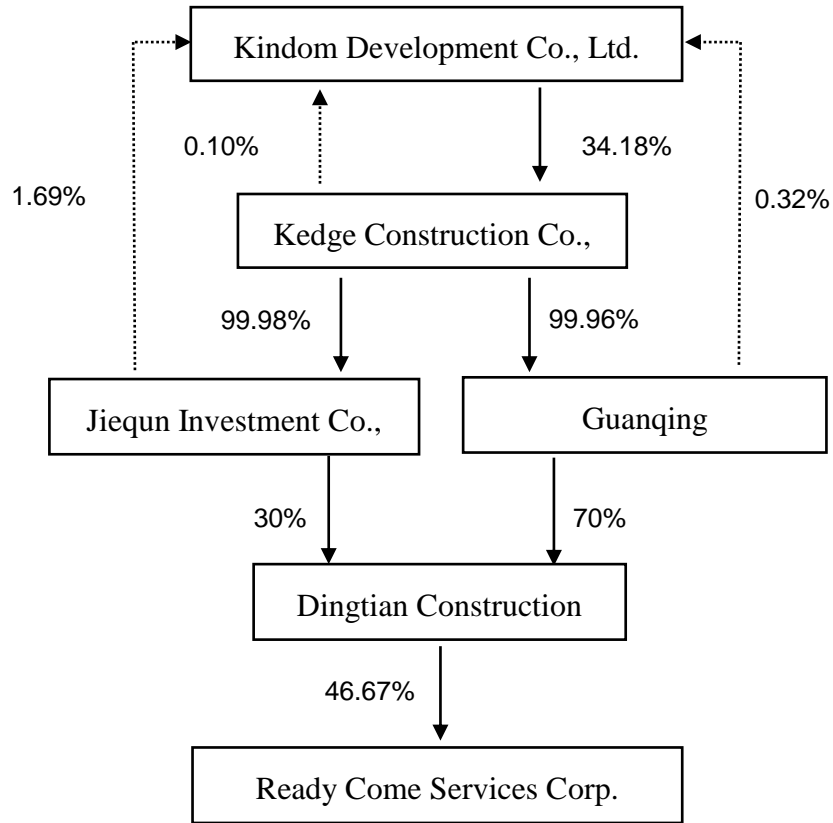 Kindom Development Co., Ltd.
0.10%
34.18%
1.69%
0.32%
Kedge Construction Co.,
99.98%
99.96%
Jiequn Investment Co.,
Guanqing
30%
70%
Dingtian Construction
46.67%
Ready Come Services Corp.